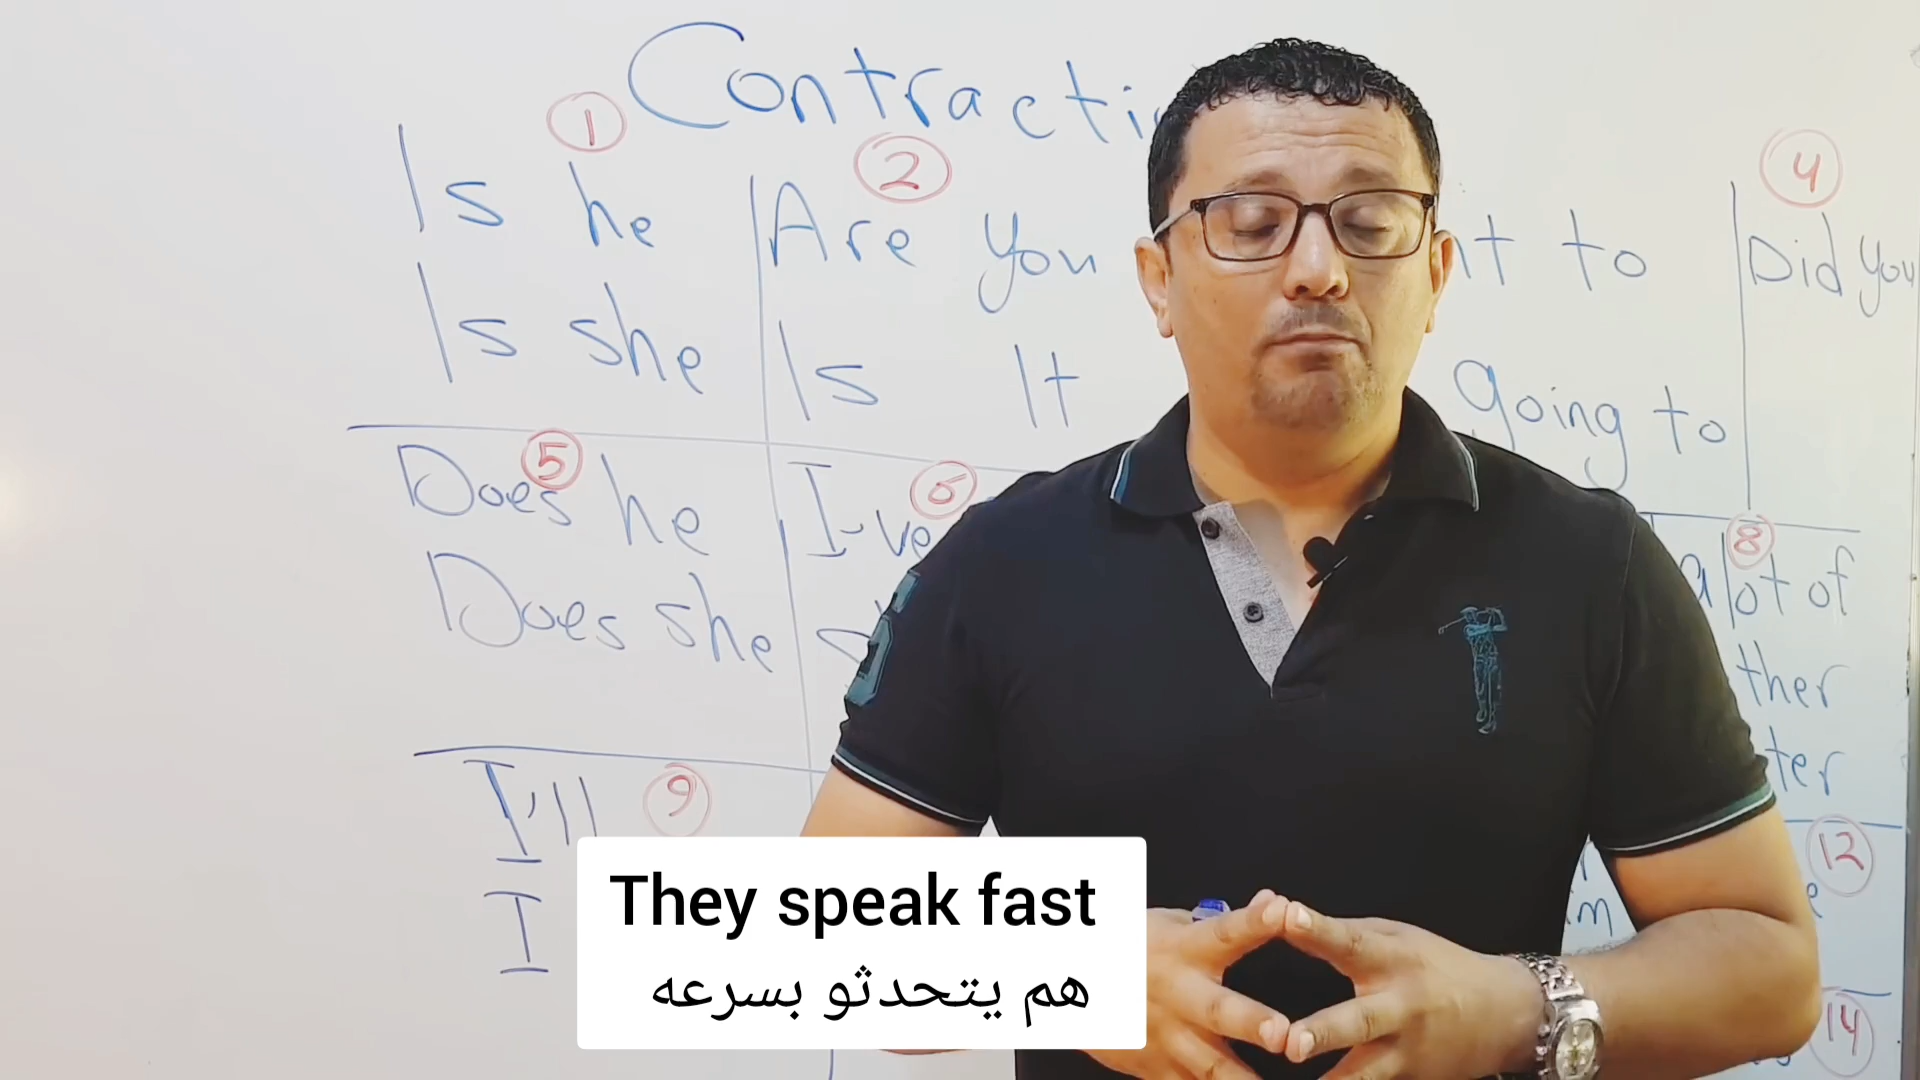 Contracti
1
Is he
Is she
2
Are you
Is It
nt to
going to
4
Did you
5
Does he
Does she
6
I-ve
8
a lot of
ther
ter
9
I'll
I
12
14
They speak fast
هم يتحدثو بسرعه